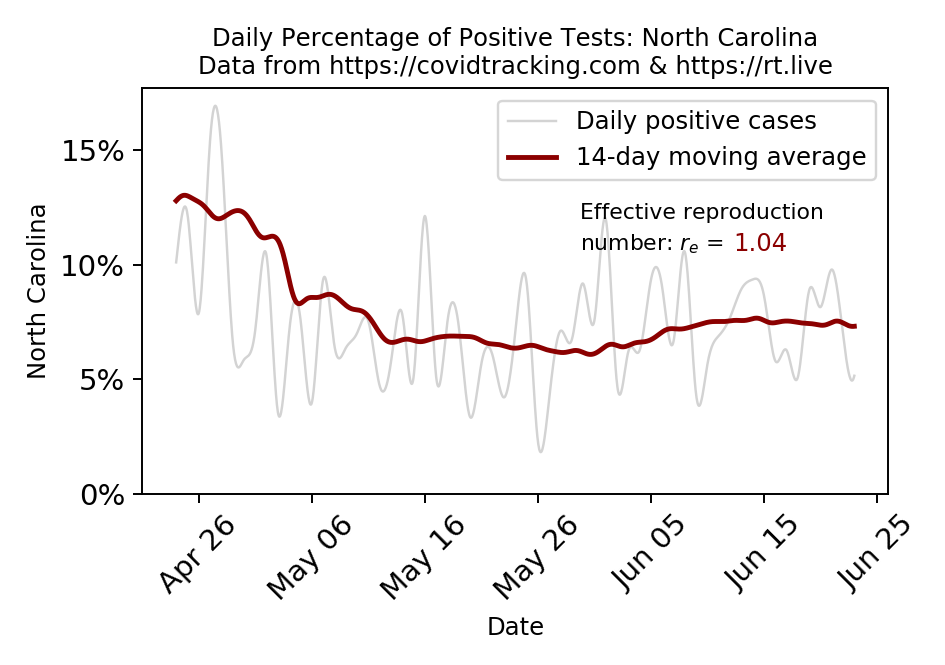 Daily Percentage of Positive Tests: North Carolina
Data from https://covidtracking.com & https://rt.live
Daily positive cases
14-day moving average
Effective reproduction
number: rₑ = 1.04
North Carolina
15%
10%
5%
0%
Apr 26
May 06
May 16
May 26
Jun 05
Jun 15
Jun 25
Date